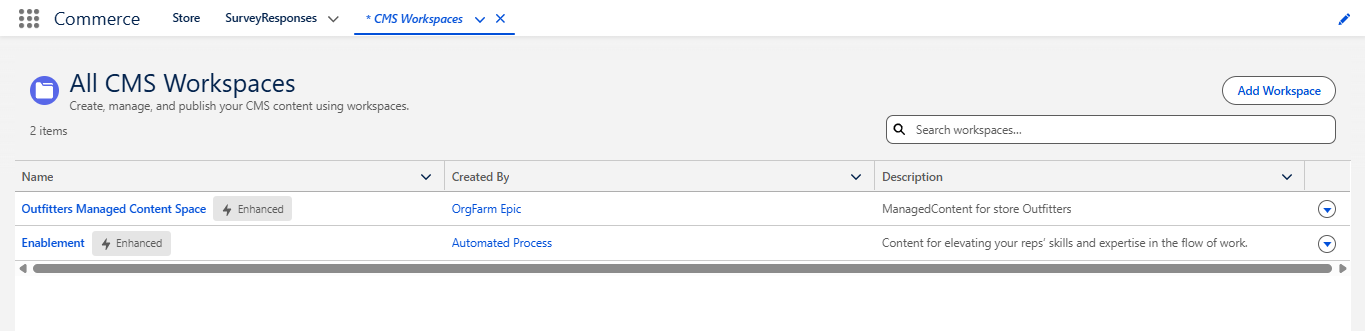 Commerce Store SurveyResponses * CMS Workspaces
All CMS Workspaces
Create, manage, and publish your CMS content using workspaces.
Add Workspace
2 items
Search workspaces...
Name Created By Description
Outfitters Managed Content Space Enhanced OrgFarm Epic ManagedContent for store Outfitters
Enablement Enhanced Automated Process Content for elevating your reps' skills and expertise in the flow of work.